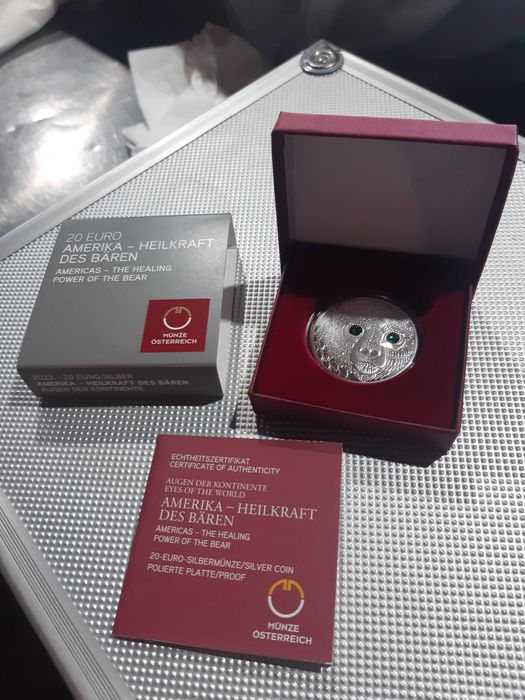 20 EURO
AMERIKA – HEILKRAFT
DES BÄREN
AMERICAS – THE HEALING
POWER OF THE BEAR
MÜNZE
ÖSTERREICH
2023 – 20 EURO SILBER
AMERIKA – HEILKRAFT DES BÄREN
AUGEN DER KONTINENTE
ECHTHEITSZERTIFIKAT
CERTIFICATE OF AUTHENTICITY
AUGEN DER KONTINENTE
EYES OF THE WORLD
AMERIKA – HEILKRAFT
DES BÄREN
AMERICAS – THE HEALING
POWER OF THE BEAR
20-EURO-SILBERMÜNZE/SILVER COIN
POLIERTE PLATTE/PROOF
MÜNZE
ÖSTERREICH